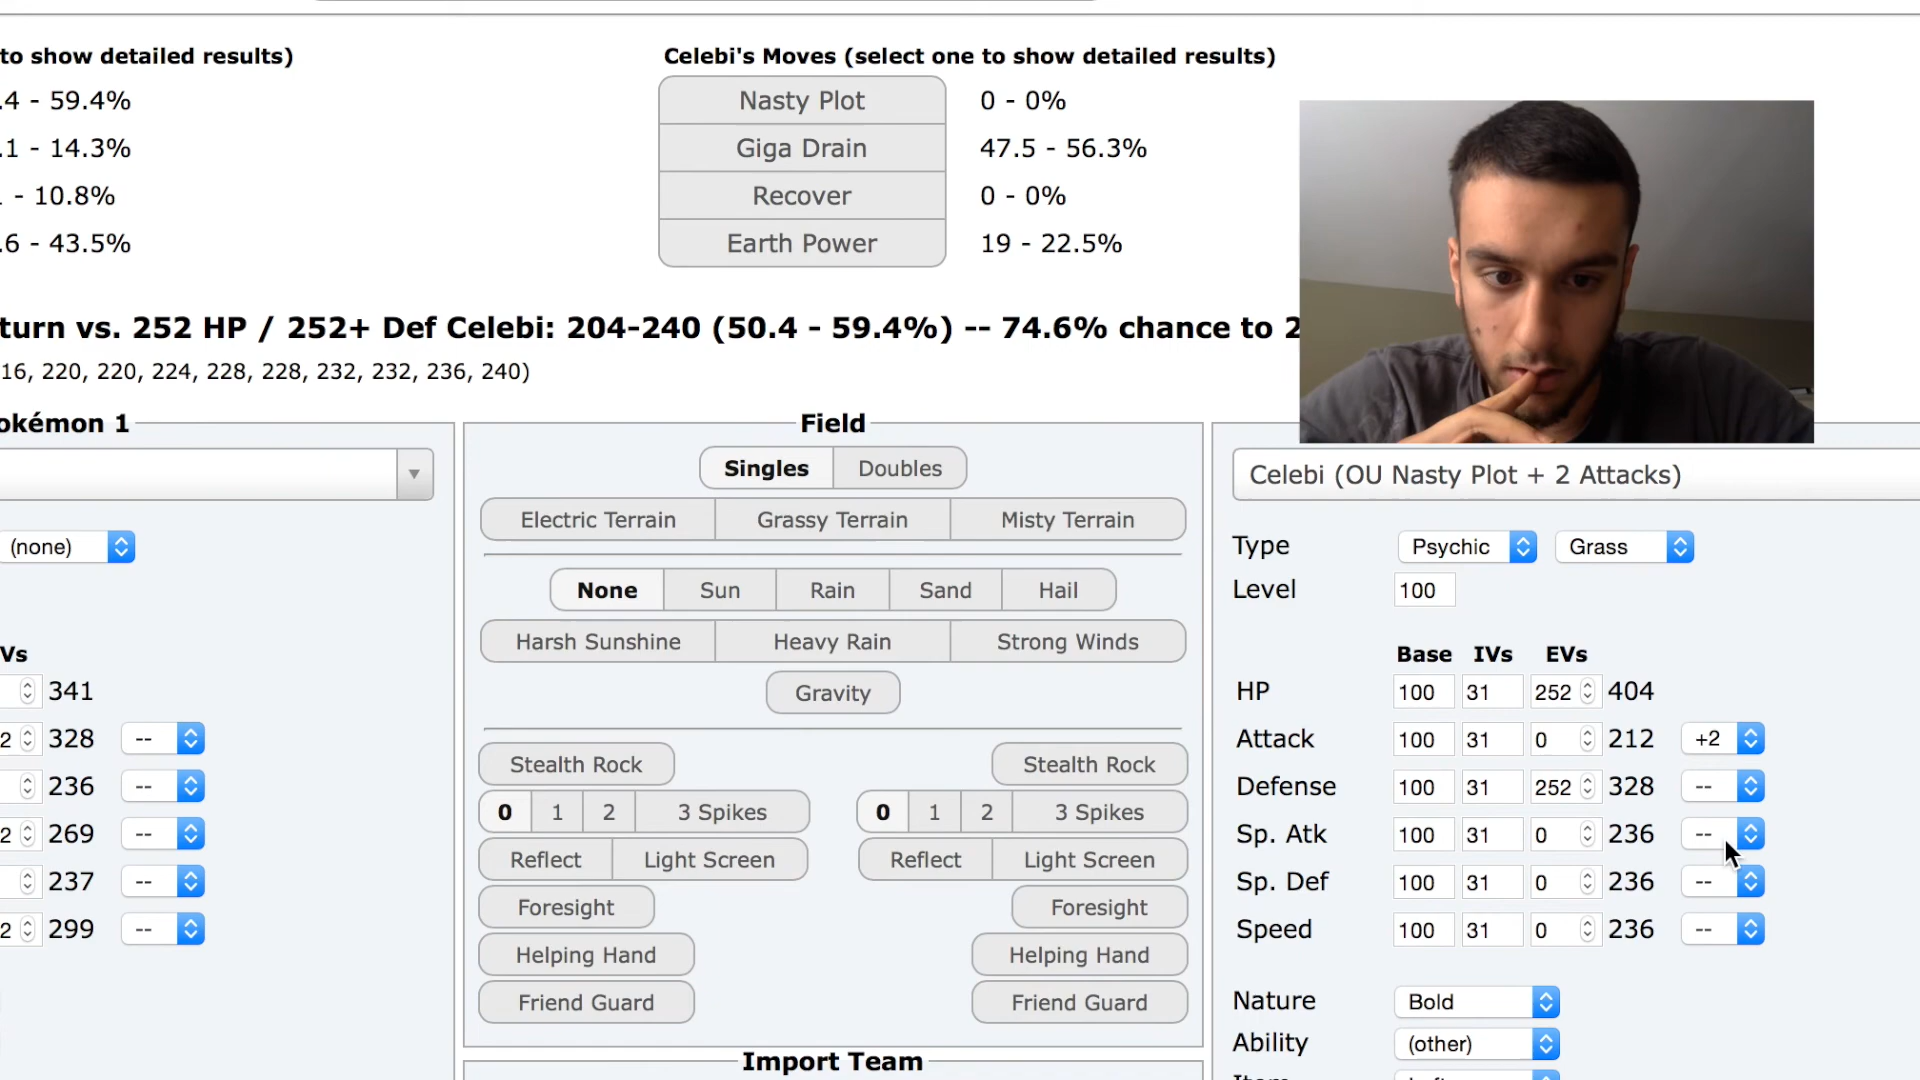 to show detailed results)
Celebi's Moves (select one to show detailed results)
.4 - 59.4%
Nasty Plot 0 - 0%
.1 - 14.3%
Giga Drain 47.5 - 56.3%
- 10.8%
Recover 0 - 0%
.6 - 43.5%
Earth Power 19 - 22.5%
turn vs. 252 HP / 252+ Def Celebi: 204-240 (50.4 - 59.4%) -- 74.6% chance to 2
16, 220, 220, 224, 228, 228, 232, 232, 236, 240)
okémon 1
(none)
Vs
341
2 328 --
236 --
2 269 --
237 --
2 299 --
Field
Singles Doubles
Electric Terrain Grassy Terrain Misty Terrain
None Sun Rain Sand Hail
Harsh Sunshine Heavy Rain Strong Winds
Gravity
Stealth Rock Stealth Rock
0 1 2 3 Spikes 0 1 2 3 Spikes
Reflect Light Screen Reflect Light Screen
Foresight Foresight
Helping Hand Helping Hand
Friend Guard Friend Guard
Import Team
Celebi (OU Nasty Plot + 2 Attacks)
Type Psychic Grass
Level 100
Base IVs EVs
HP 100 31 252 404
Attack 100 31 0 212 +2
Defense 100 31 252 328 --
Sp. Atk 100 31 0 236 --
Sp. Def 100 31 0 236 --
Speed 100 31 0 236 --
Nature Bold
Ability (other)